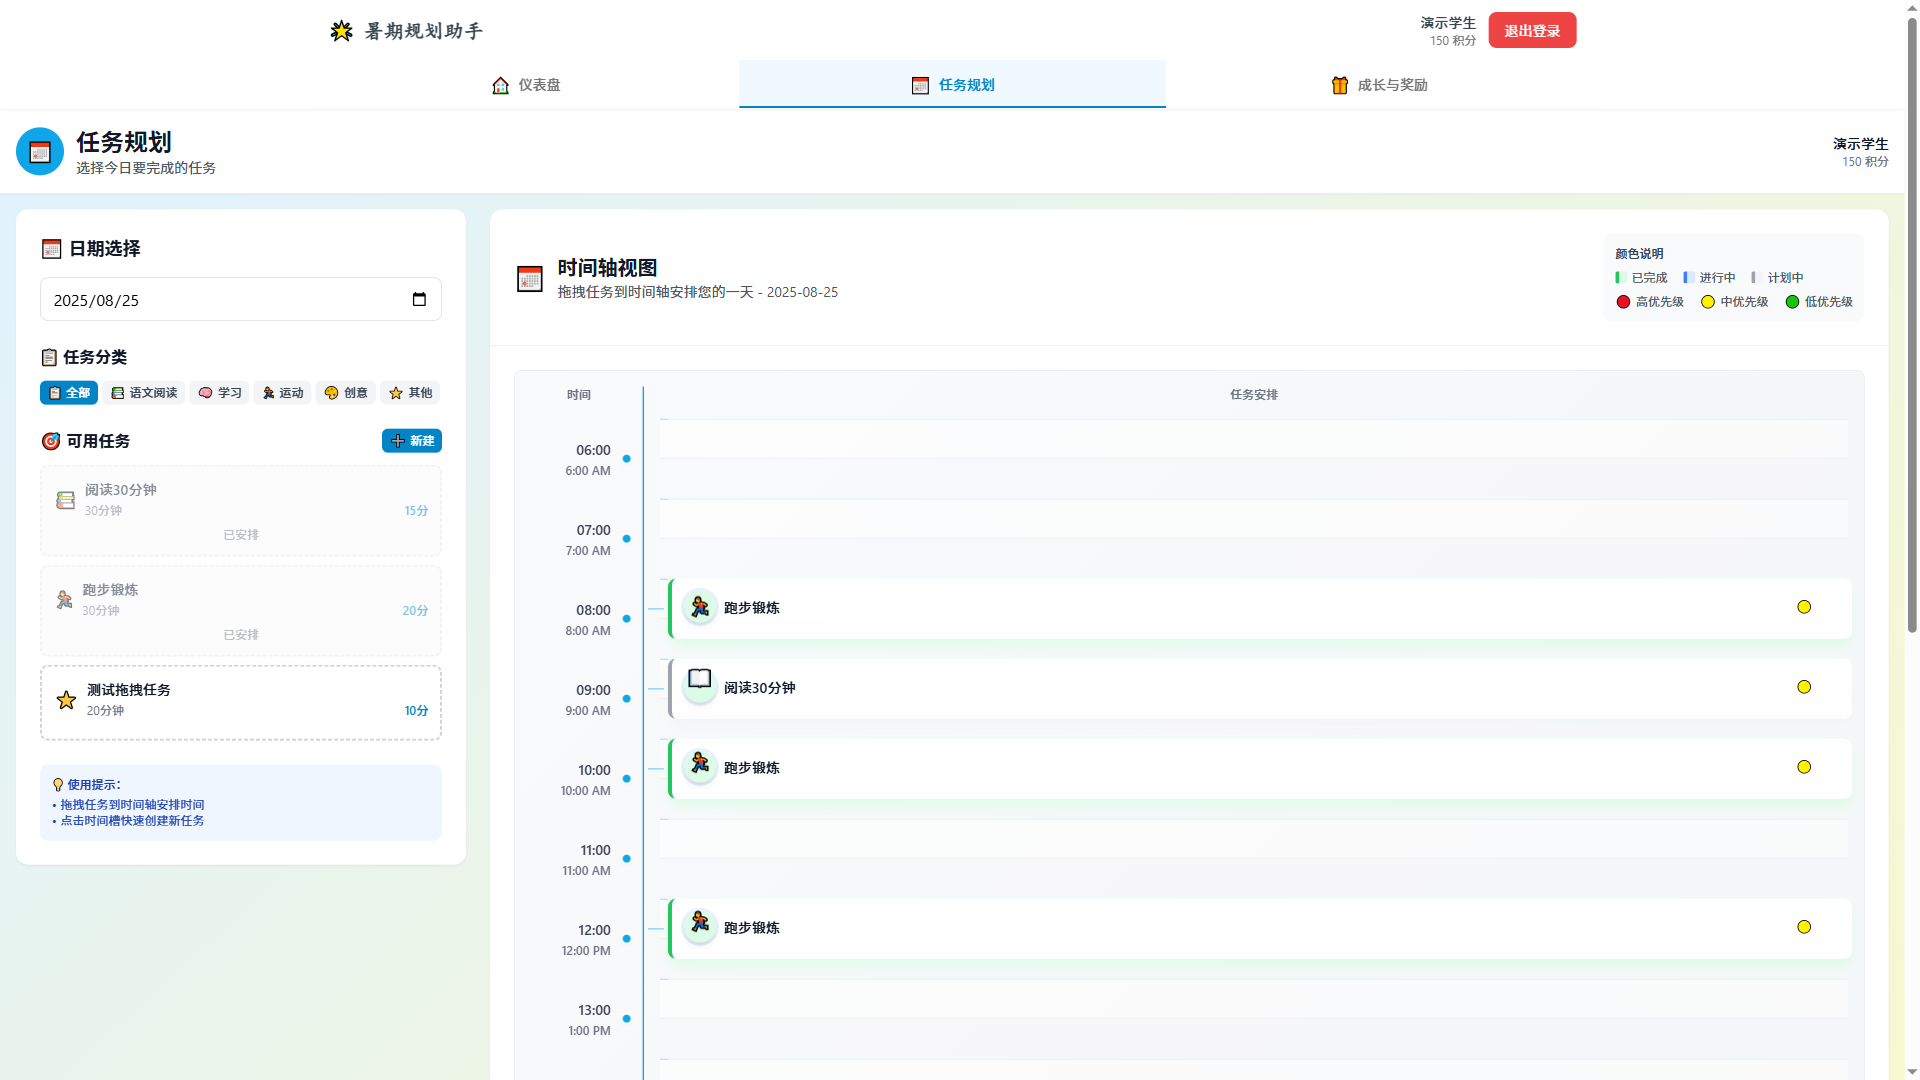 暑期规划助手
演示学生
150 积分
退出登录
仪表盘
任务规划
成长与奖励
任务规划
选择今日要完成的任务
演示学生
150 积分
日期选择
2025/08/25
任务分类
全部
语文阅读
学习
运动
创意
其他
可用任务
新建
阅读30分钟
30分钟
15分
已安排
跑步锻炼
30分钟
20分
已安排
测试拖拽任务
20分钟
10分
使用提示：
• 拖拽任务到时间轴安排时间
• 点击时间槽快速创建新任务
时间轴视图
拖拽任务到时间轴安排您的一天 - 2025-08-25
颜色说明
已完成
进行中
计划中
高优先级
中优先级
低优先级
时间
任务安排
06:00
6:00 AM
07:00
7:00 AM
08:00
8:00 AM
跑步锻炼
09:00
9:00 AM
阅读30分钟
10:00
10:00 AM
跑步锻炼
11:00
11:00 AM
12:00
12:00 PM
跑步锻炼
13:00
1:00 PM